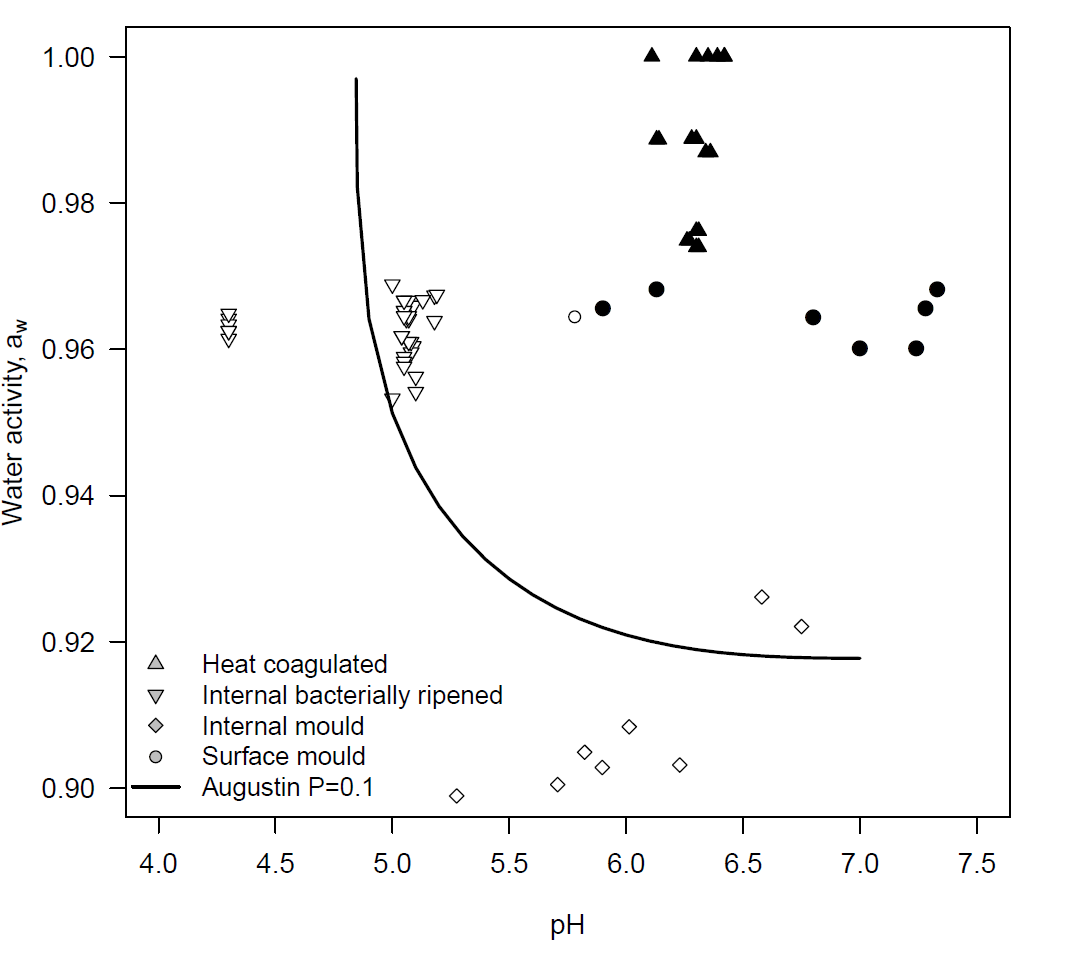 Water activity, aw
1.00
0.98
0.96
0.94
0.92
0.90
Heat coagulated
Internal bacterially ripened
Internal mould
Surface mould
Augustin P=0.1
4.0 4.5 5.0 5.5 6.0 6.5 7.0 7.5
pH